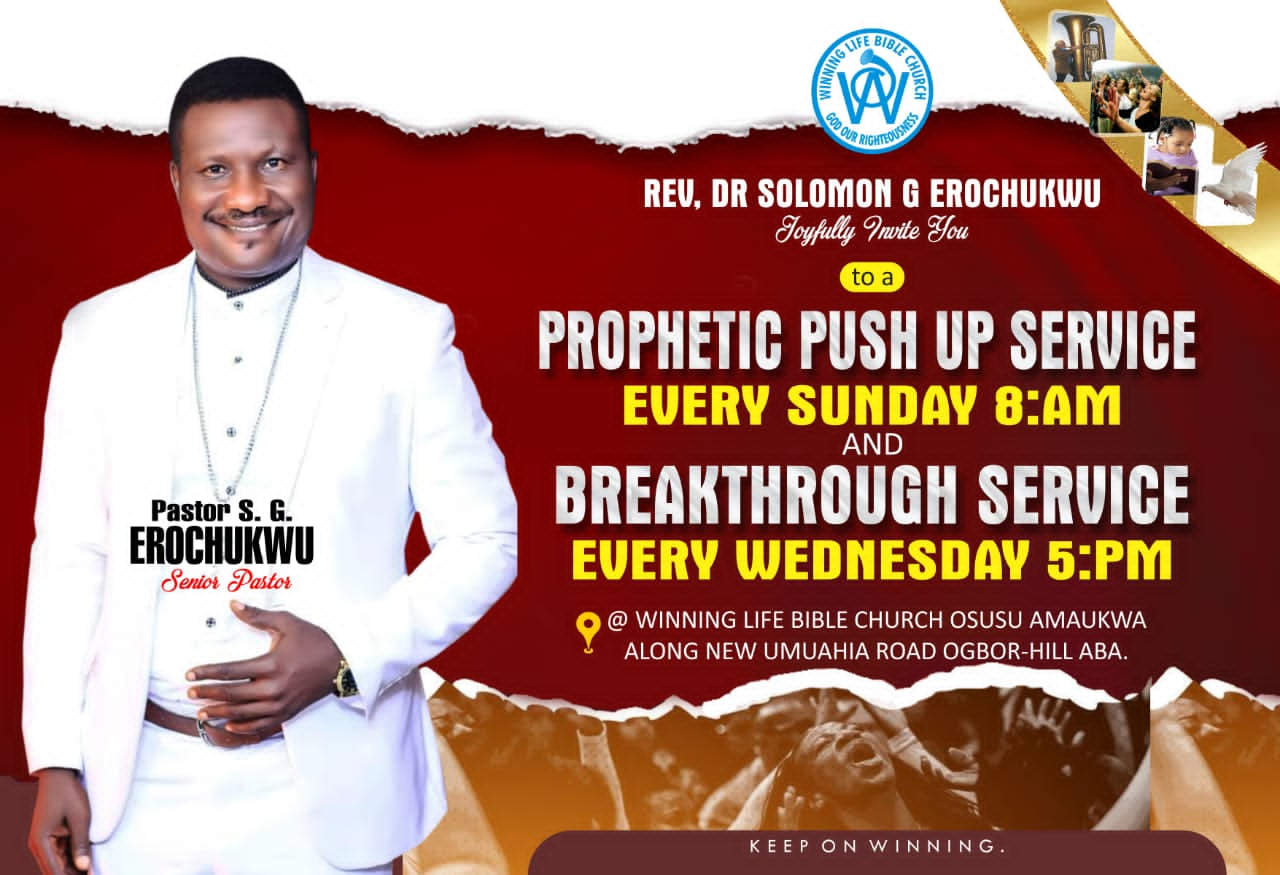 WINNING LIFE BIBLE CHURCH
GOD OUR RIGHTEOUSNESS
REV, DR SOLOMON G EROCHUKWU
Joyfully Invite You
to a
PROPHETIC PUSH UP SERVICE
EVERY SUNDAY 8:AM
AND
BREAKTHROUGH SERVICE
EVERY WEDNESDAY 5:PM
@ WINNING LIFE BIBLE CHURCH OSUSU AMAUKWA
ALONG NEW UMUAHIA ROAD OGBOR-HILL ABA.
Pastor S. G.
EROCHUKWU
Senior Pastor
KEEP ON WINNING.